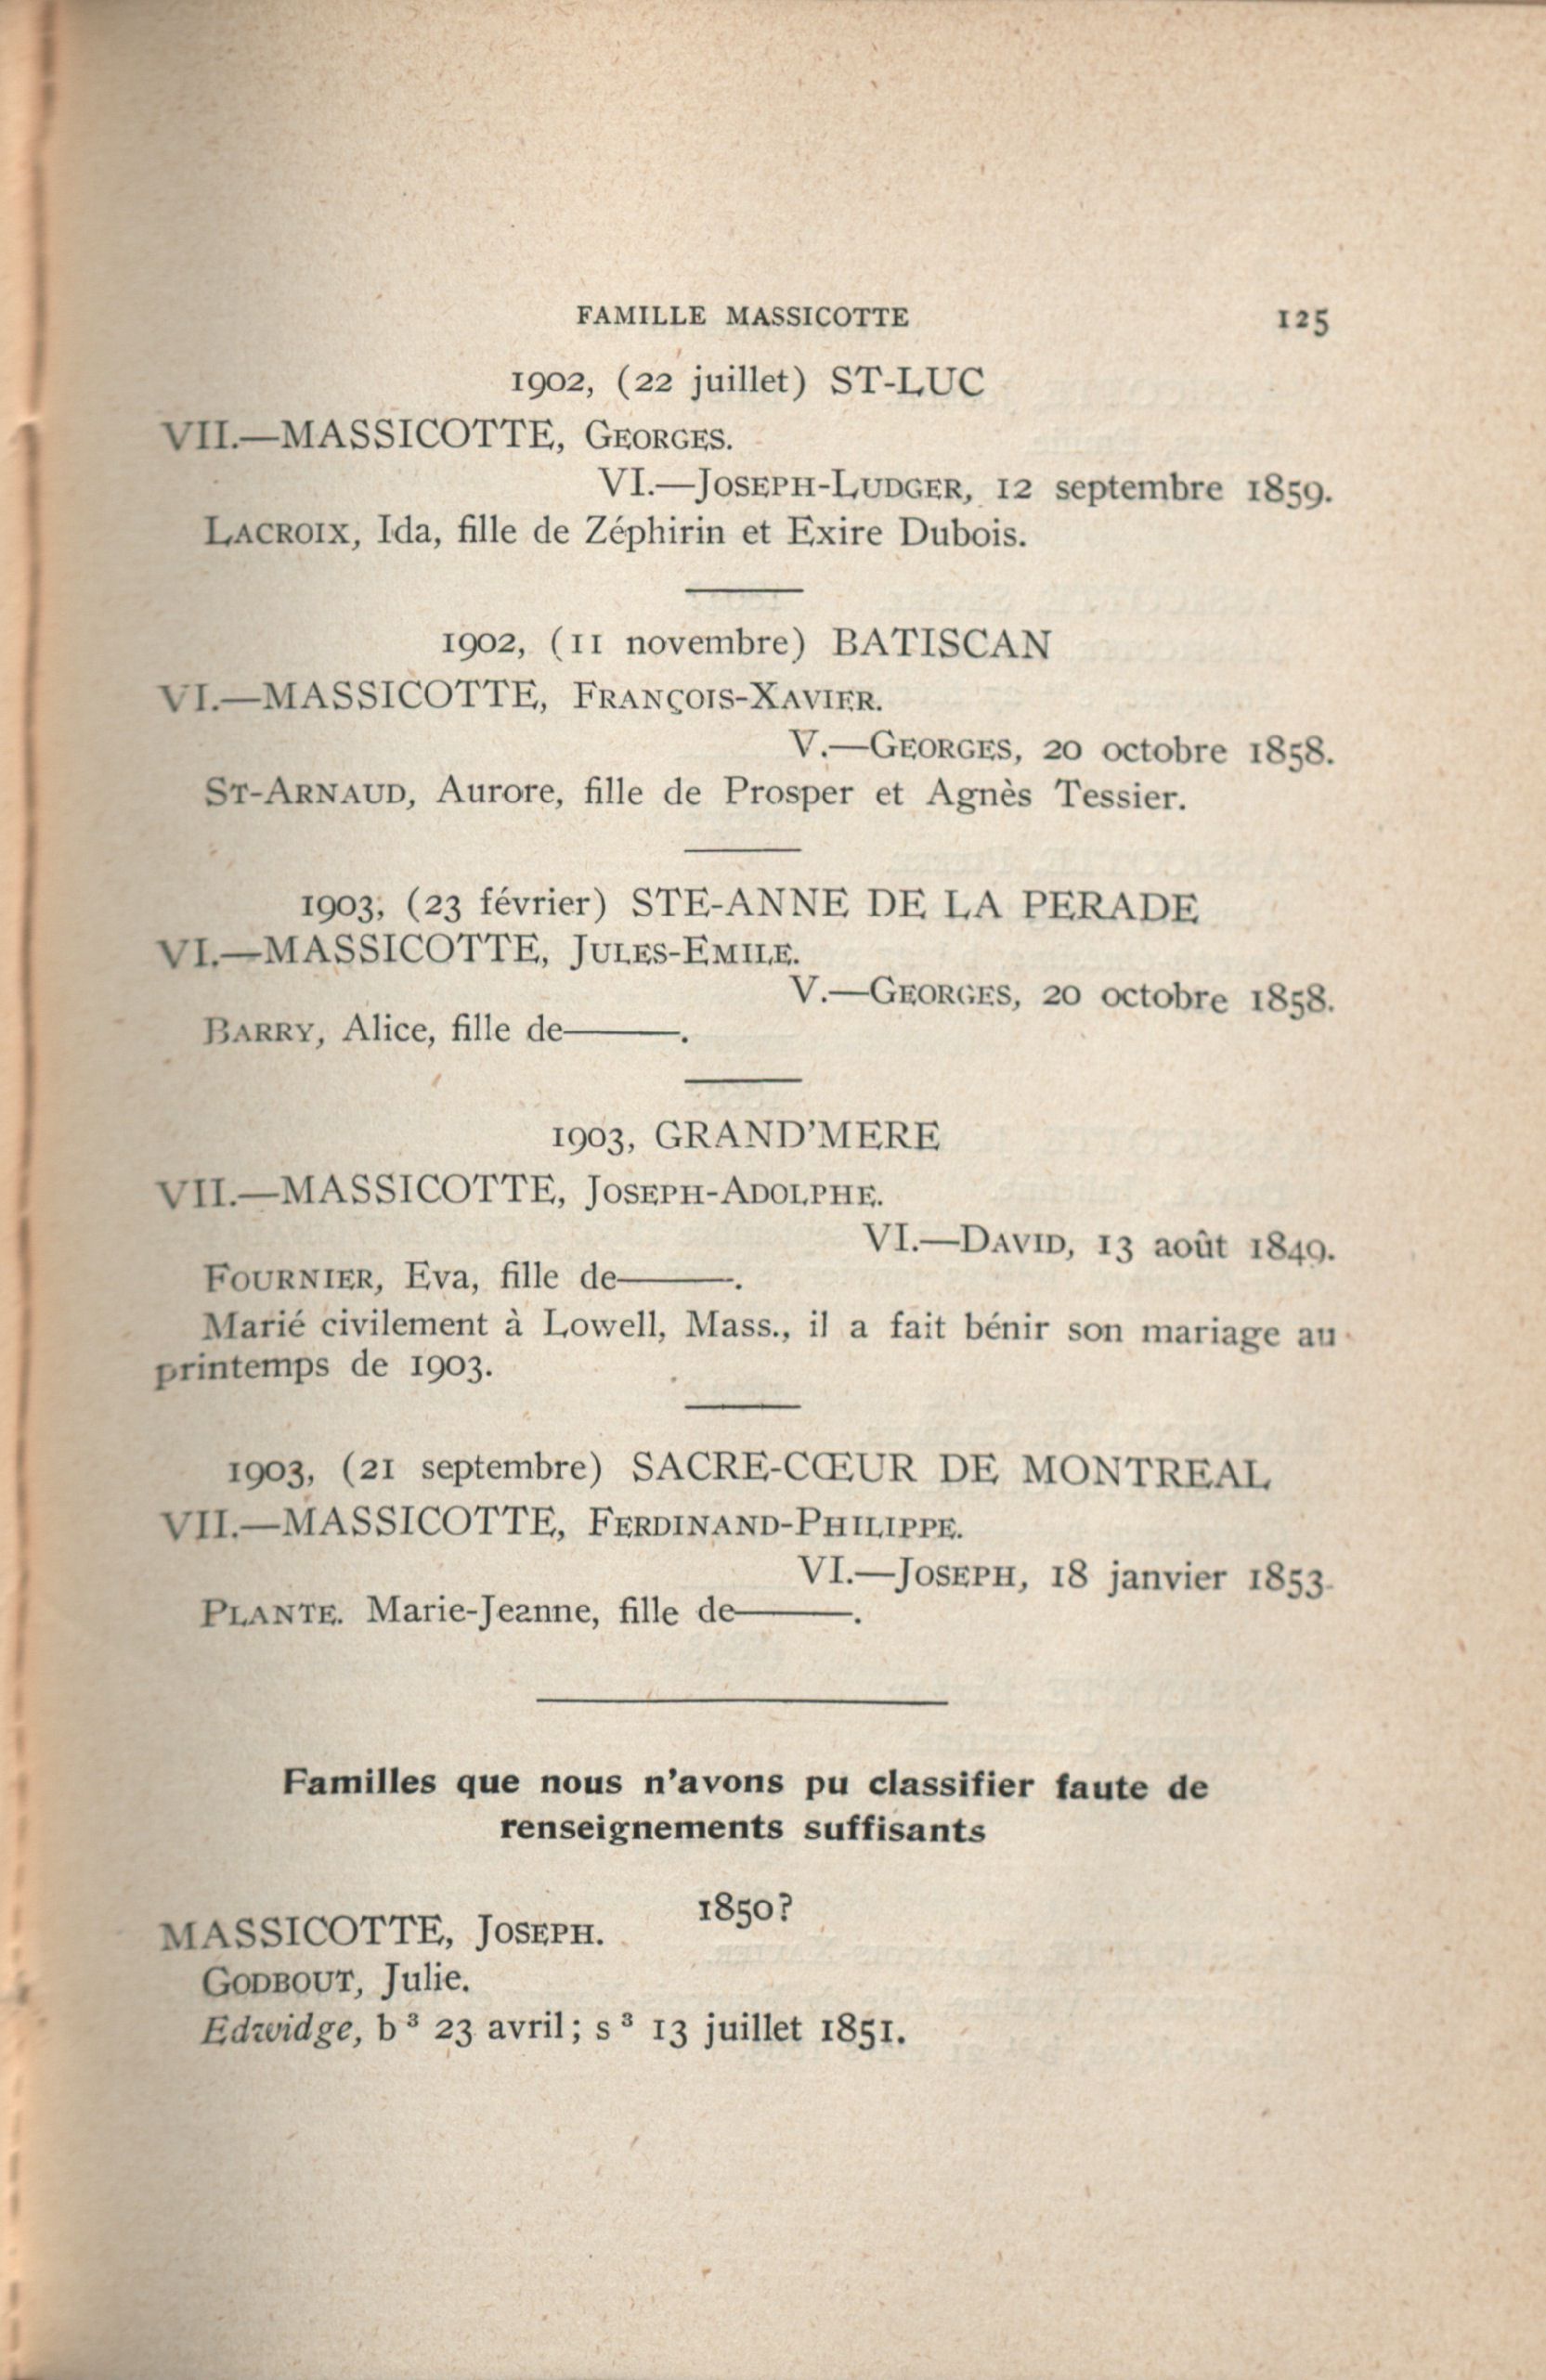 FAMILLE MASSICOTTE 125
1902, (22 juillet) ST-LUC
VII.—MASSICOTTE, GEORGES.
VI.—JOSEPH-LUDGER, 12 septembre 1859.
LACROIX, Ida, fille de Zéphirin et Exire Dubois.
1902, (11 novembre) BATISCAN
VI.—MASSICOTTE, FRANÇOIS-XAVIER.
V.—GEORGES, 20 octobre 1858.
ST-ARNAUD, Aurore, fille de Prosper et Agnès Tessier.
1903, (23 février) STE-ANNE DE LA PERADE
VI.—MASSICOTTE, JULES-EMILE.
V.—GEORGES, 20 octobre 1858.
BARRY, Alice, fille de———.
1903, GRAND'MERE
VII.—MASSICOTTE, JOSEPH-ADOLPHE.
VI.—DAVID, 13 août 1849.
FOURNIER, Eva, fille de———.
Marié civilement à Lowell, Mass., il a fait bénir son mariage au
printemps de 1903.
1903, (21 septembre) SACRE-CŒUR DE MONTREAL
VII.—MASSICOTTE, FERDINAND-PHILIPPE.
VI.—JOSEPH, 18 janvier 1853.
PLANTE. Marie-Jeanne, fille de———.
Familles que nous n'avons pu classifier faute de
renseignements suffisants
1850?
MASSICOTTE, JOSEPH.
GODBOUT, Julie.
Edwidge, b³ 23 avril; s³ 13 juillet 1851.